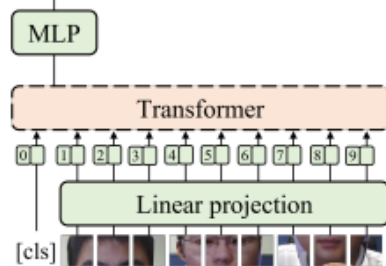 MLP
Transformer
0 1 2 3 4 5 6 7 8 9
Linear projection
[cls]